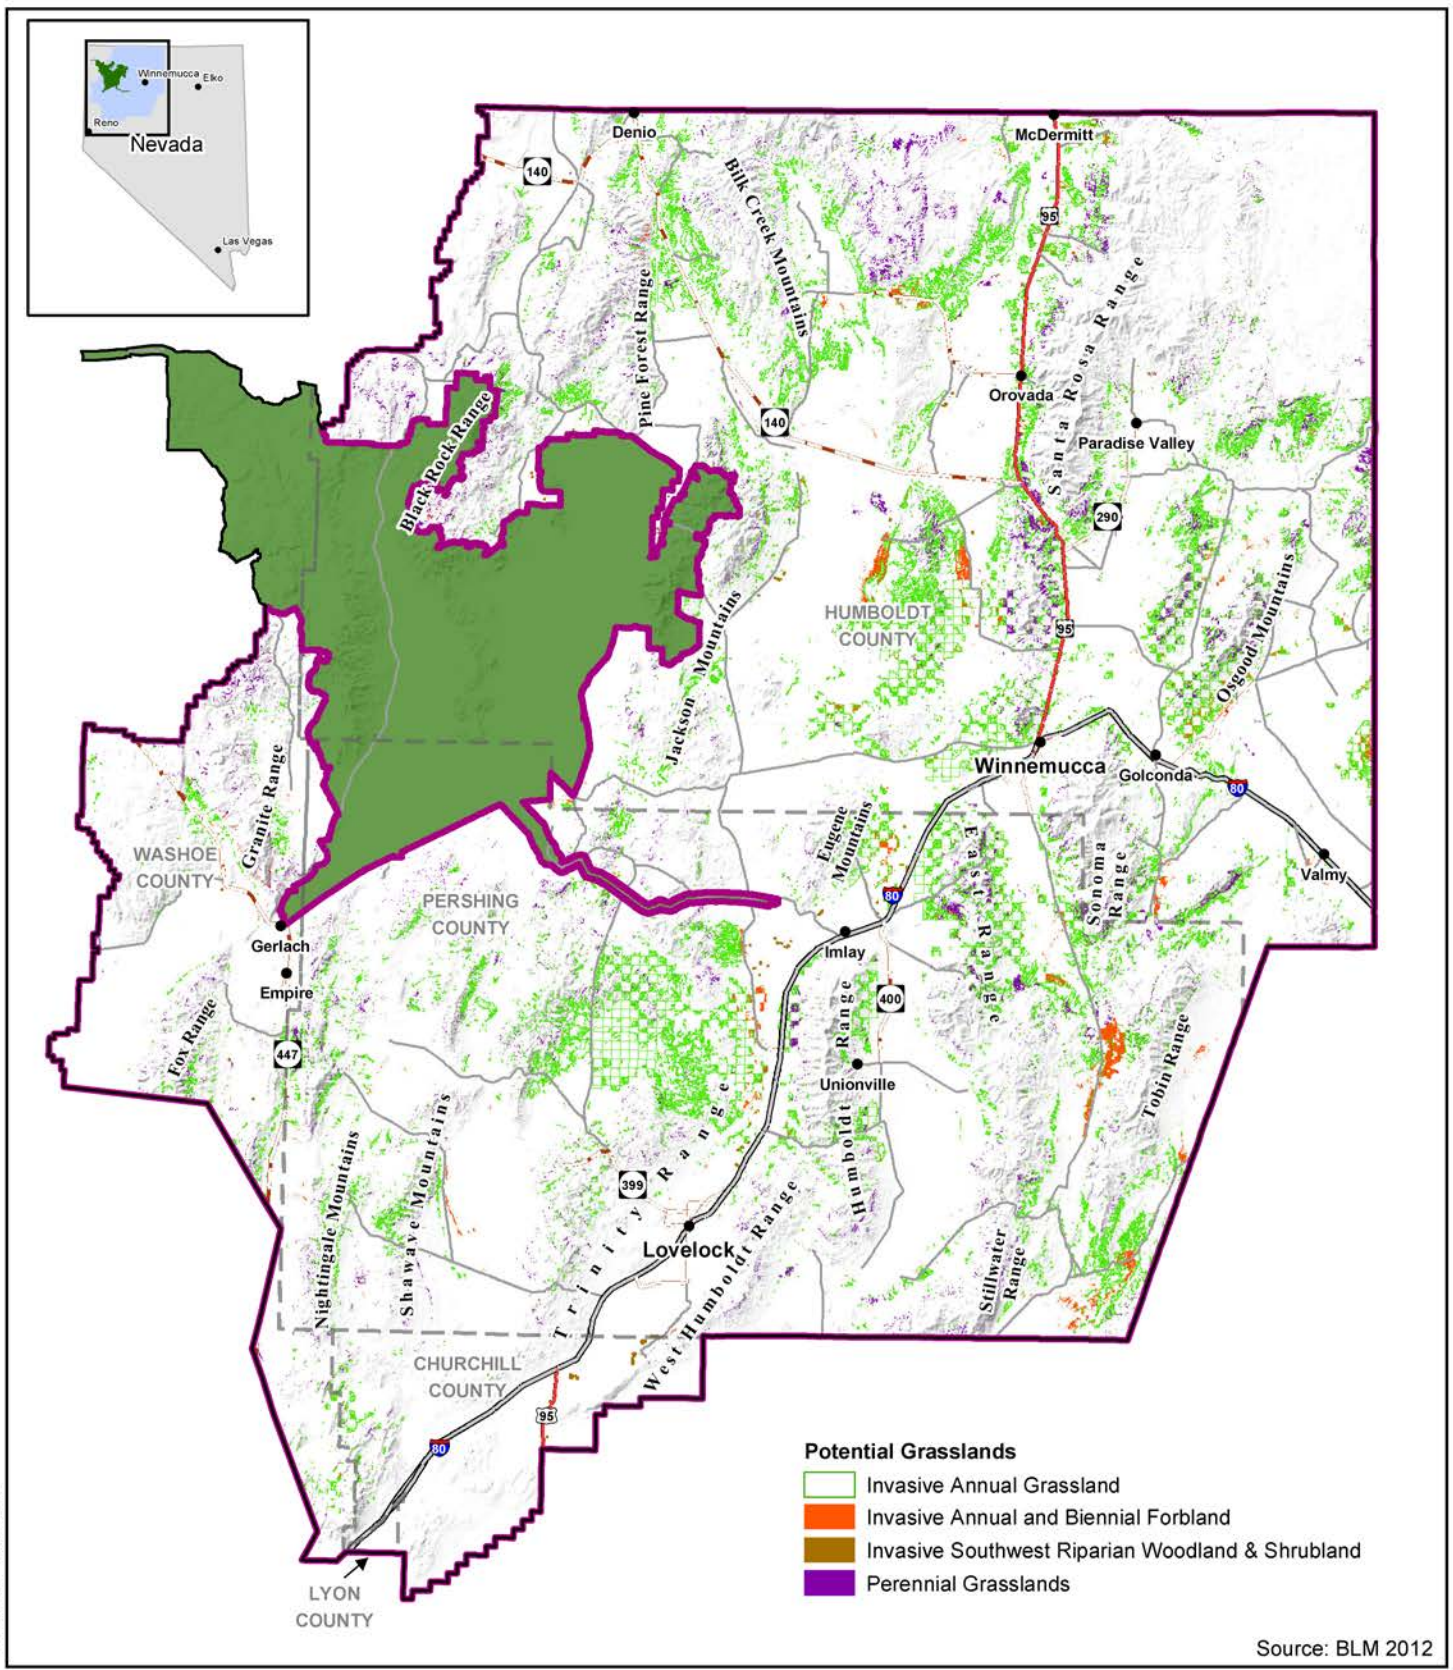 Winnemucca
Elko
Reno
Nevada
Las Vegas
Denio
McDermitt
140
95
Bilk Creek Mountains
Pine Forest Range
Santa Rosa Range
Orovada
Black Rock Range
140
Paradise Valley
290
HUMBOLDT
COUNTY
95
Osgood Mountains
Jackson Mountains
Winnemucca
Golconda
80
Granite Range
WASHOE
COUNTY
Eugene
Mountains
East Range
Sonoma
Range
Valmy
80
PERSHING
COUNTY
Gerlach
Imlay
Empire
400
Fox Range
447
Humboldt Range
Unionville
Tobin Range
Nightingale Mountains
Shawave Mountains
Trinity Range
399
Lovelock
West Humboldt Range
Stillwater
Range
CHURCHILL
COUNTY
95
80
LYON
COUNTY
Potential Grasslands
Invasive Annual Grassland
Invasive Annual and Biennial Forbland
Invasive Southwest Riparian Woodland & Shrubland
Perennial Grasslands
Source: BLM 2012